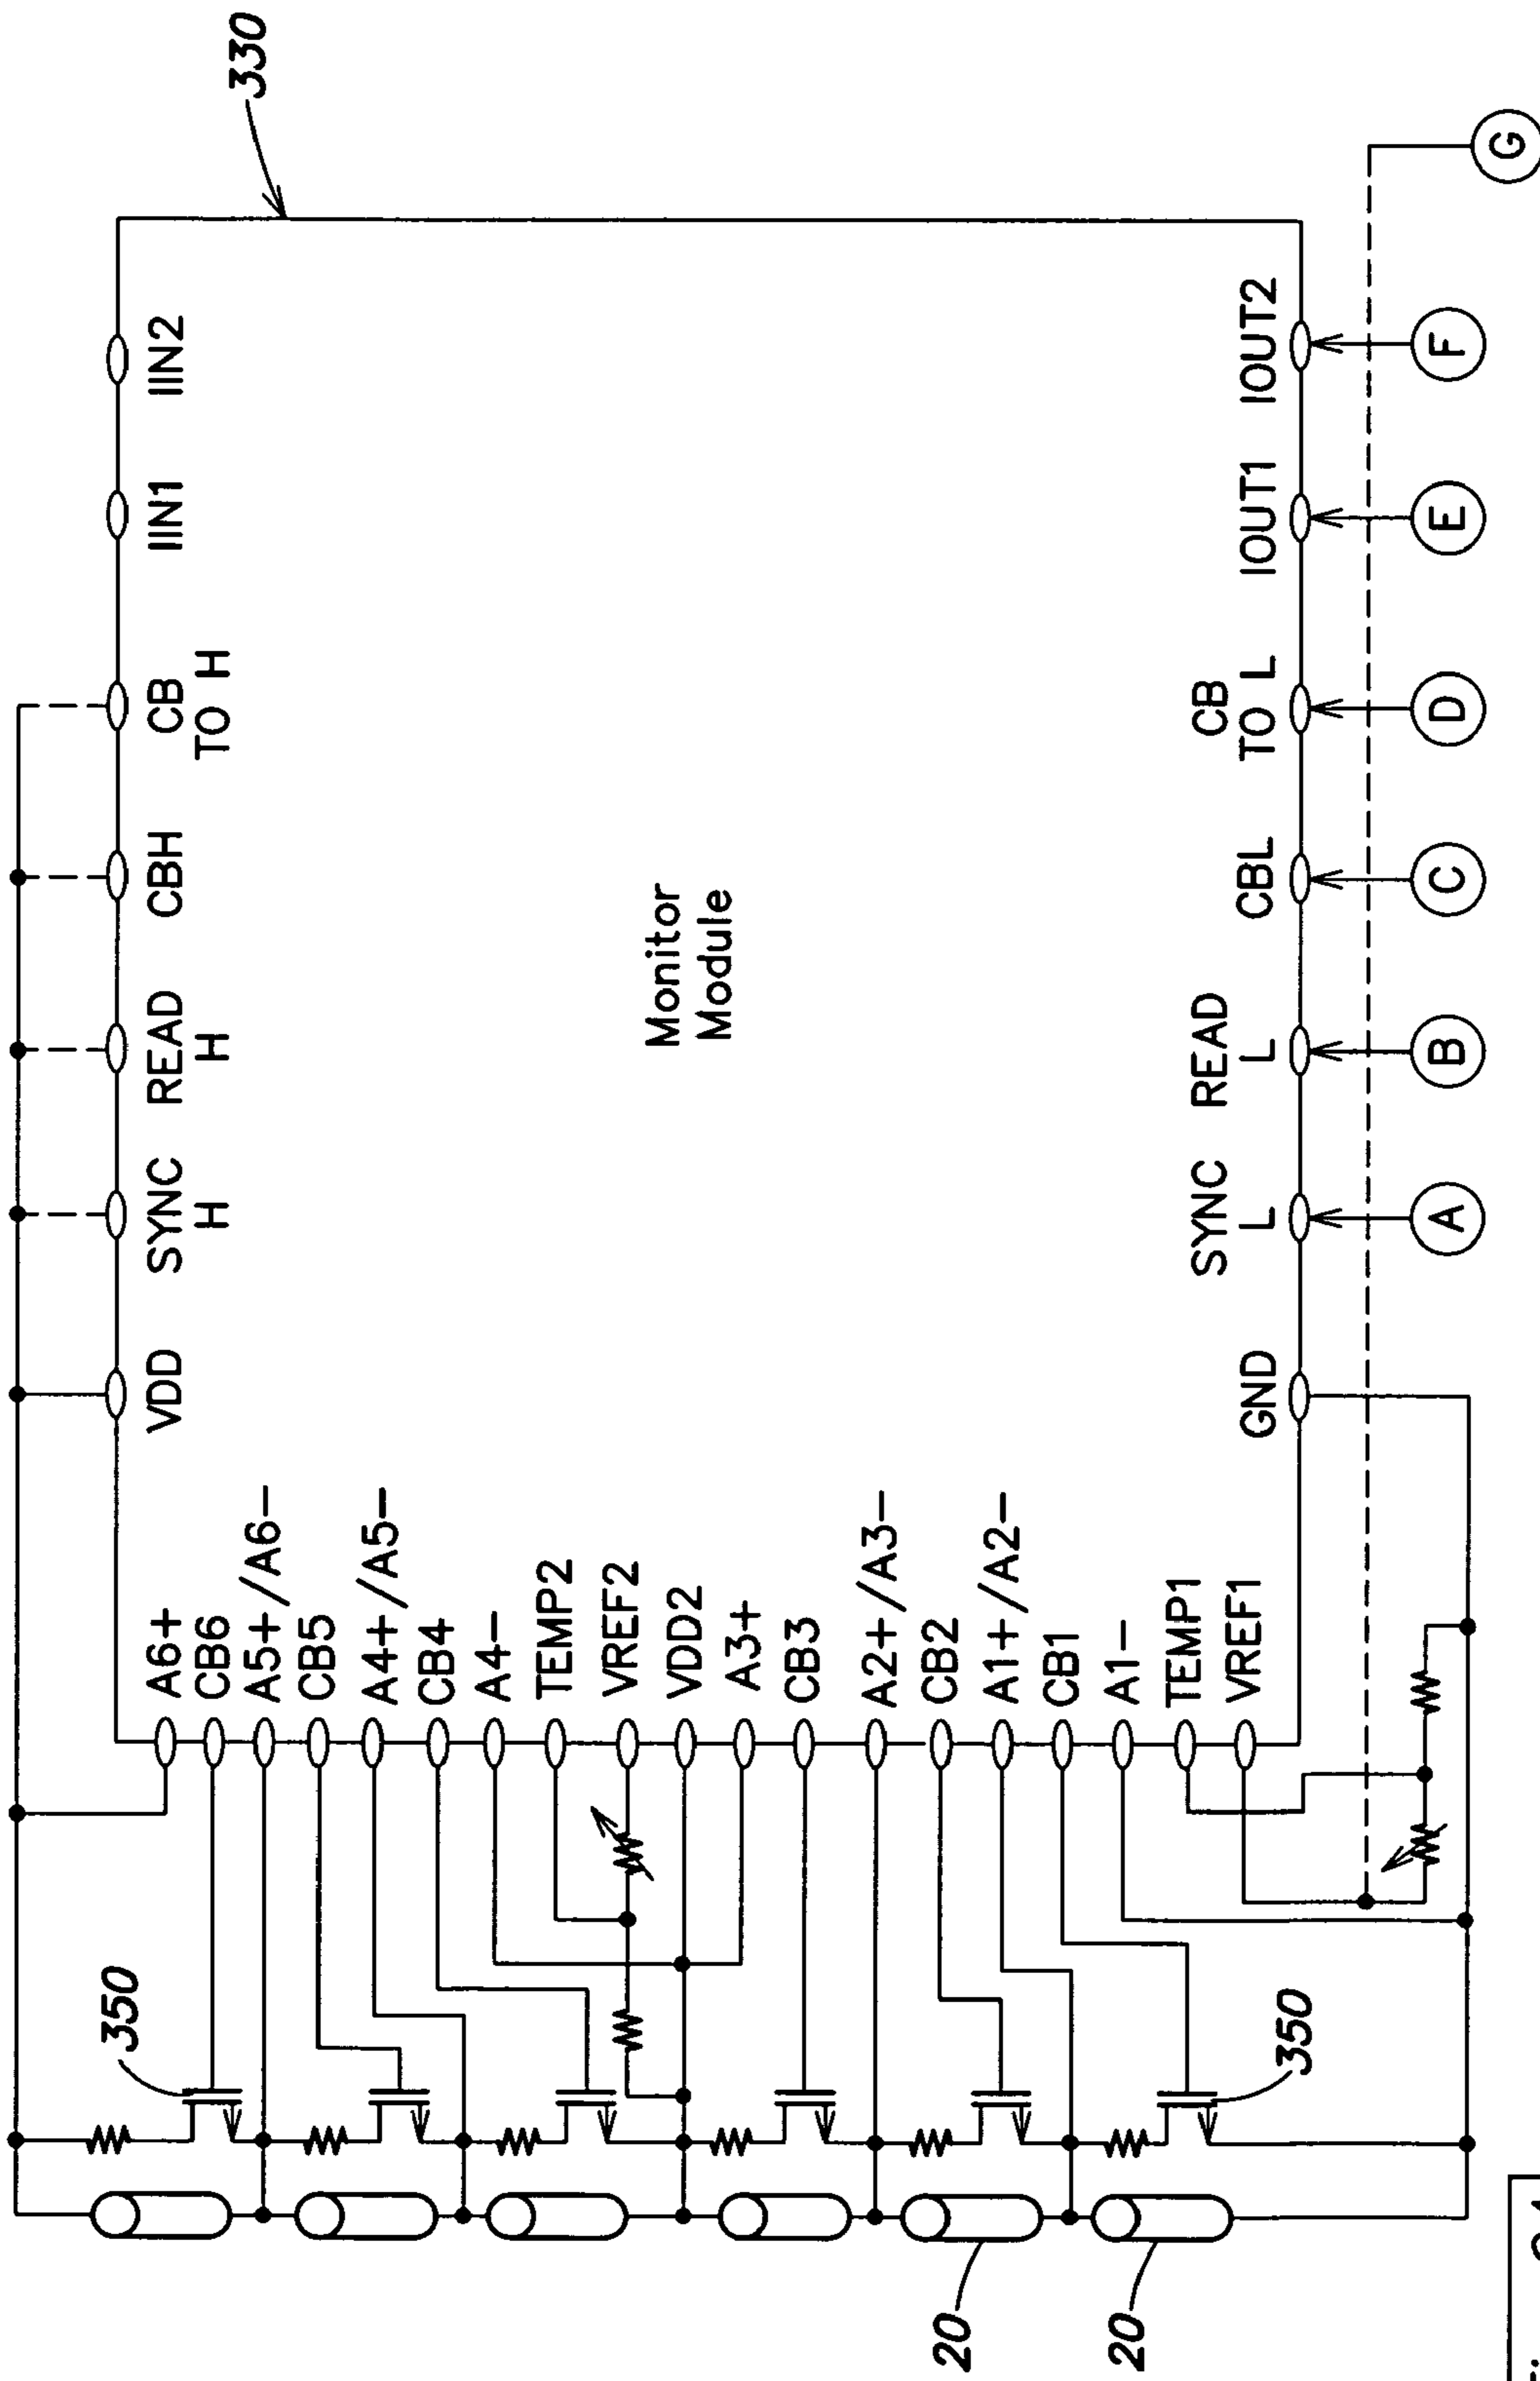 330
IIN2
IIN1
CB
TO H
CBH
READ
H
SYNC
H
VDD
A6+
CB6
A5+/A6-
CB5
A4+/A5-
CB4
A4-
TEMP2
VREF2
VDD2
A3+
CB3
A2+/A3-
CB2
A1+/A2-
CB1
A1-
TEMP1
VREF1
Monitor
Module
GND
SYNC
L
READ
L
CBL
CB
TO L
IOUT1
IOUT2
A
B
C
D
E
F
G
350
350
20
20